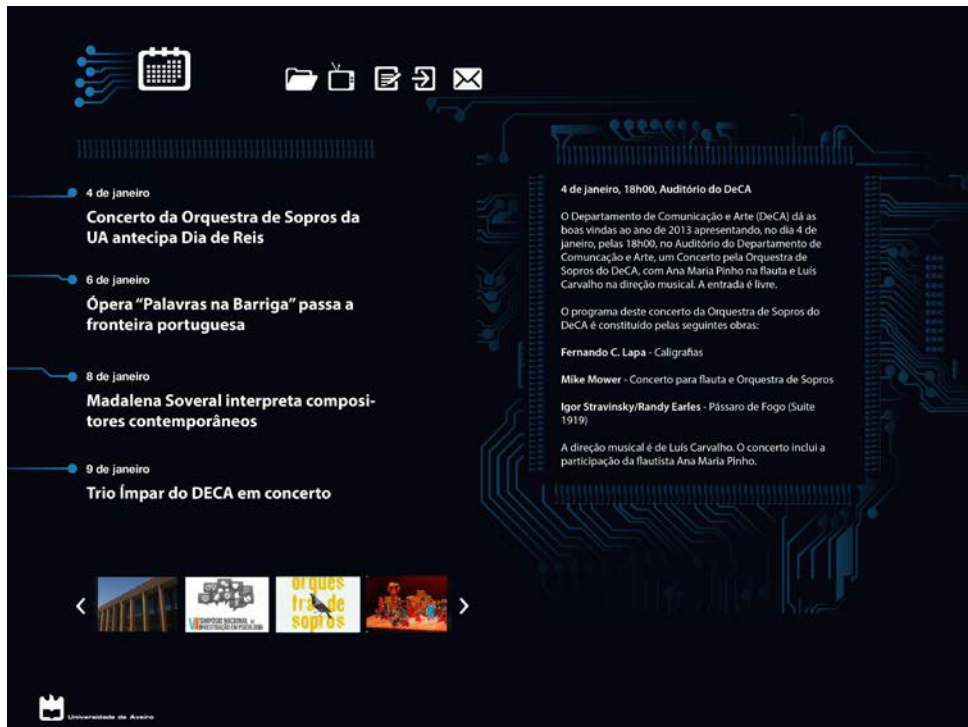 4 de janeiro
Concerto da Orquestra de Sopros da
UA antecipa Dia de Reis
6 de janeiro
Ópera “Palavras na Barriga” passa a
fronteira portuguesa
8 de janeiro
Madalena Soveral interpreta composi-
tores contemporâneos
9 de janeiro
Trio Ímpar do DECA em concerto
4 de janeiro, 18h00, Auditório do DeCA
O Departamento de Comunicação e Arte (DeCA) dá as
boas vindas ao ano de 2013 apresentando, no dia 4 de
janeiro, pelas 18h00, no Auditório do Departamento de
Comuncação e Arte, um Concerto pela Orquestra de
Sopros do DeCA, com Ana Maria Pinho na flauta e Luís
Carvalho na direção musical. A entrada é livre.
O programa deste concerto da Orquestra de Sopros do
DeCA é constituído pelas seguintes obras:
Fernando C. Lapa - Caligrafias
Mike Mower - Concerto para flauta e Orquestra de Sopros
Igor Stravinsky/Randy Earles - Pássaro de Fogo (Suite
1919)
A direção musical é de Luís Carvalho. O concerto inclui a
participação da flautista Ana Maria Pinho.
VII SIMPÓSIO NACIONAL DE
INVESTIGAÇÃO EM PSICOLOGIA
orques
tra de
sopros
Universidade de Aveiro